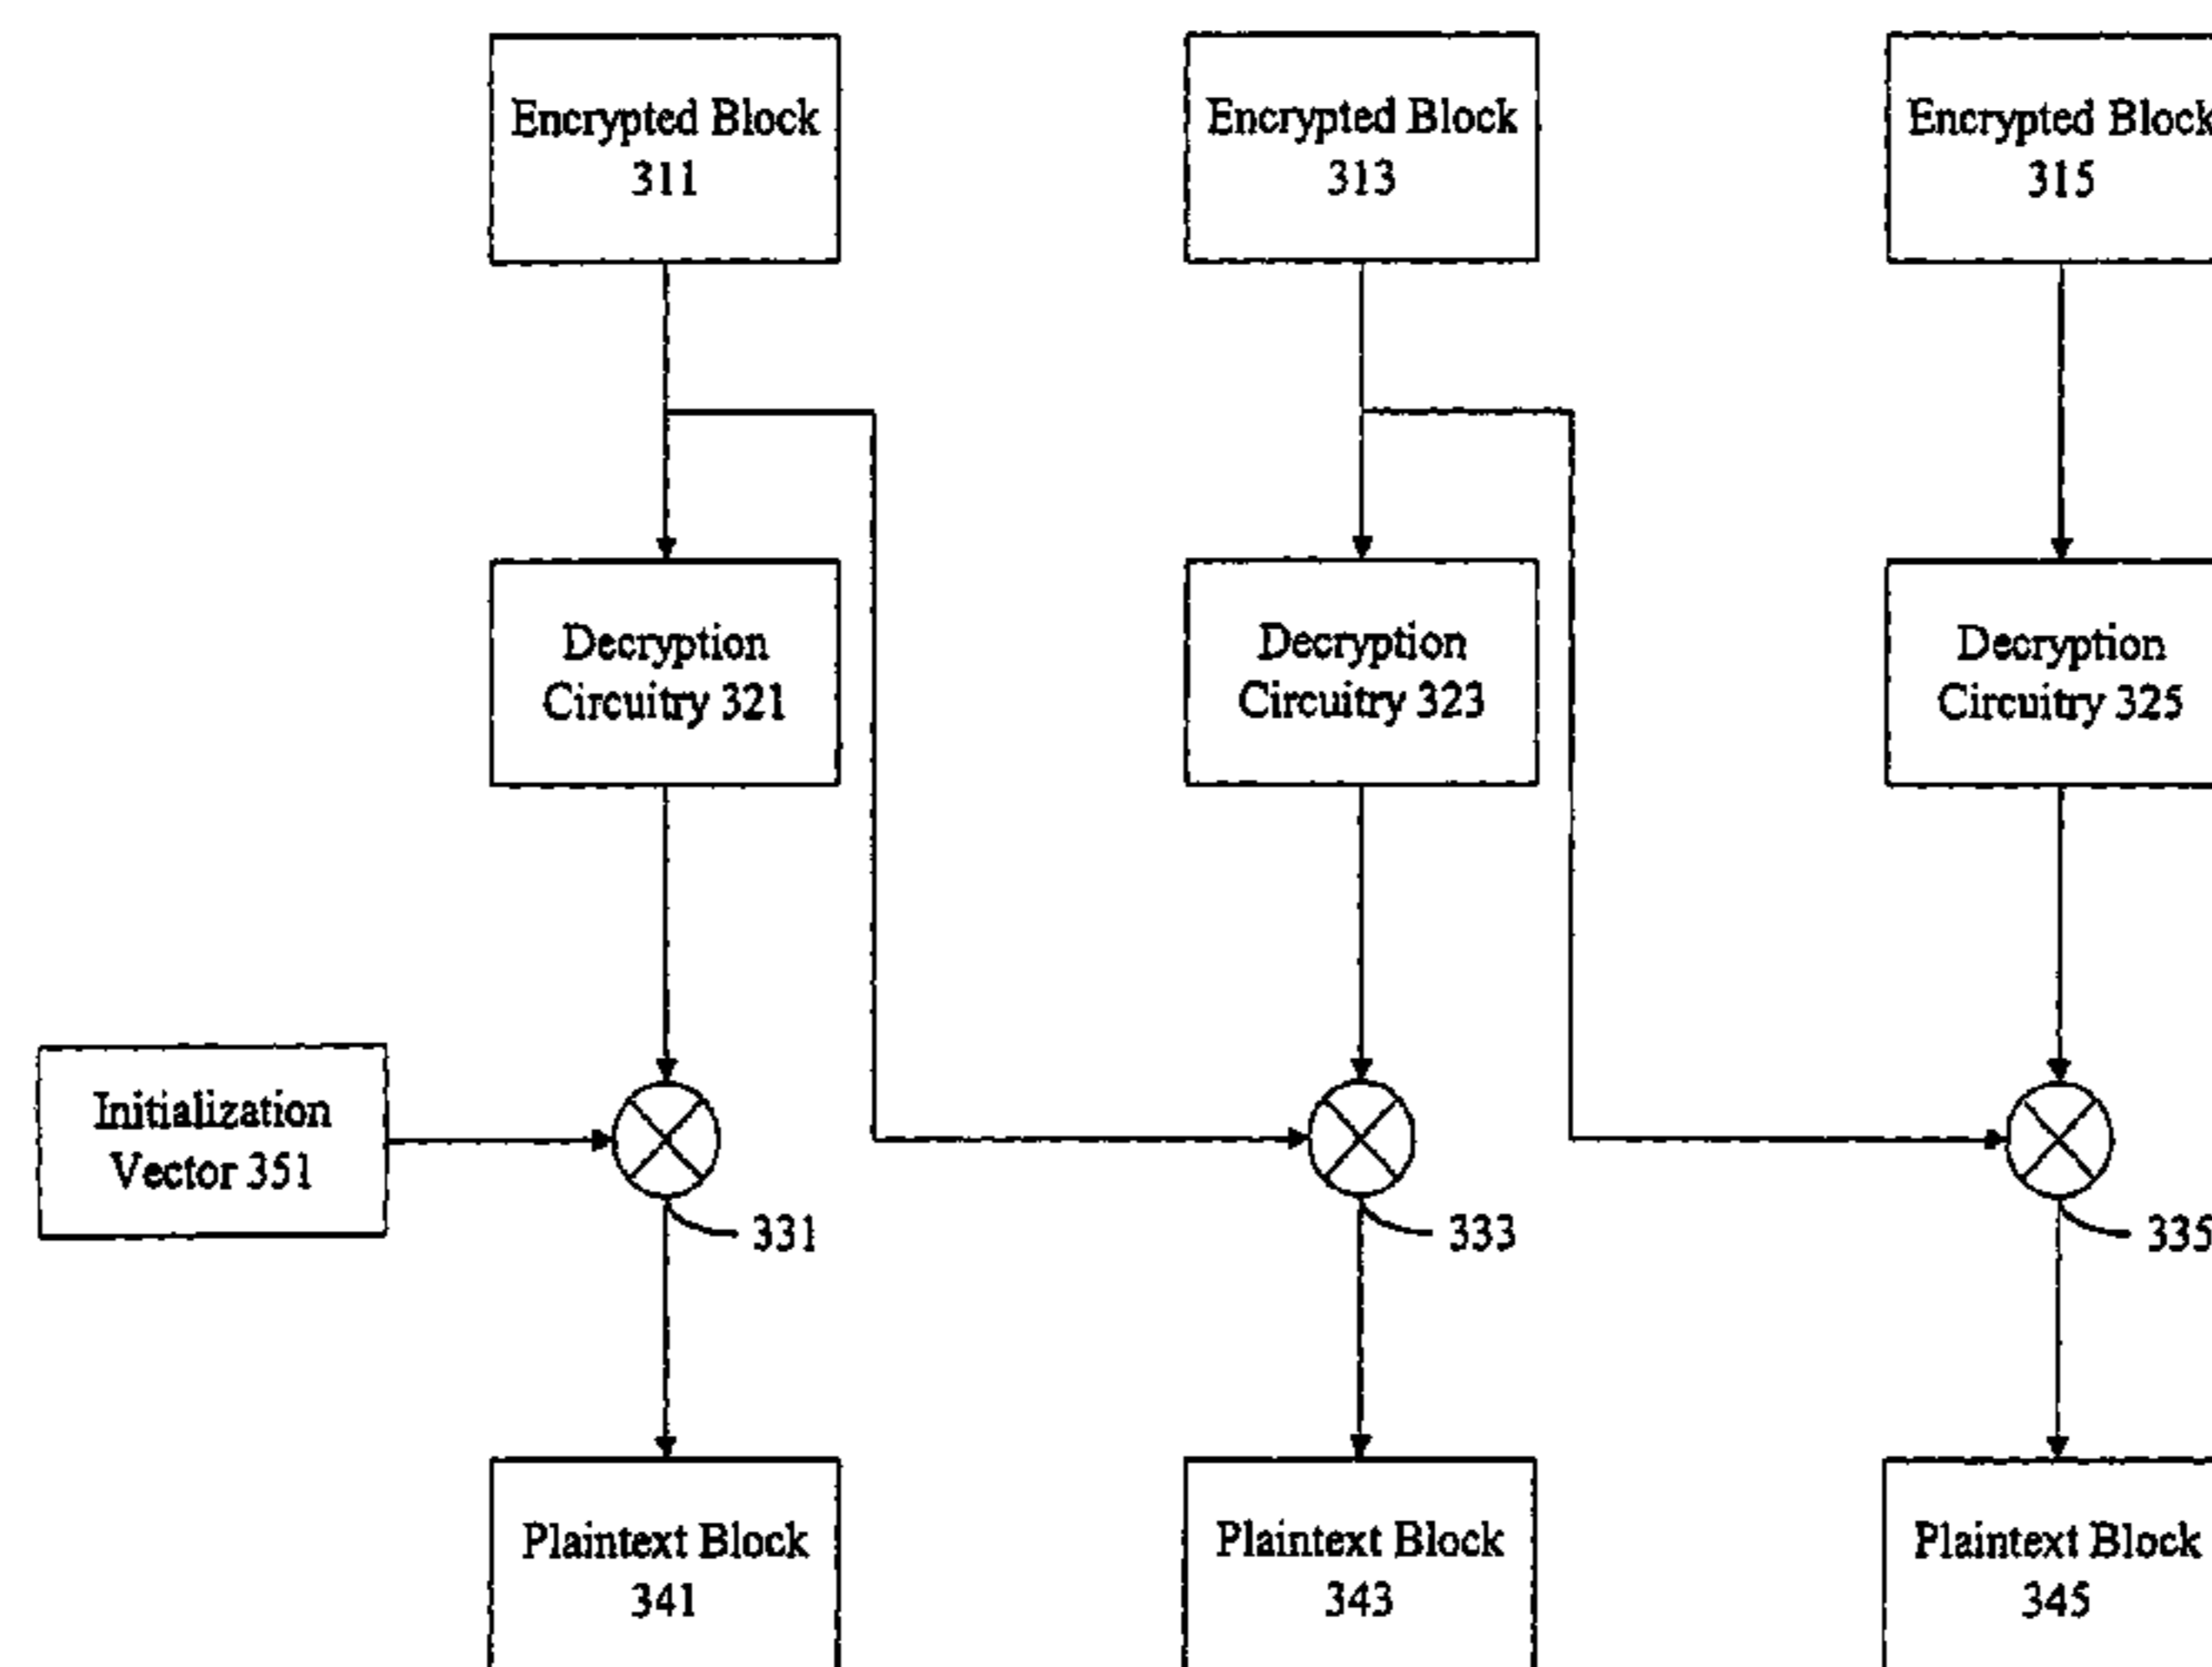 Encrypted Block
311
Encrypted Block
313
Encrypted Block
315
Decryption
Circuitry 321
Decryption
Circuitry 323
Decryption
Circuitry 325
Initialization
Vector 351
331
333
335
Plaintext Block
341
Plaintext Block
343
Plaintext Block
345